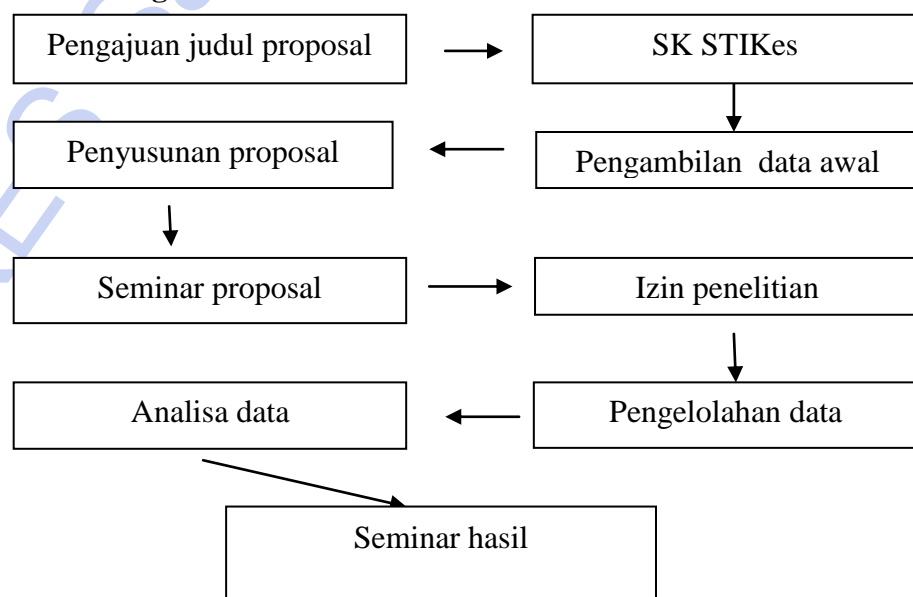 Pengajuan judul proposal
SK STIKes
Pengambilan data awal
Penyusunan proposal
Seminar proposal
Izin penelitian
Pengelolahan data
Analisa data
Seminar hasil